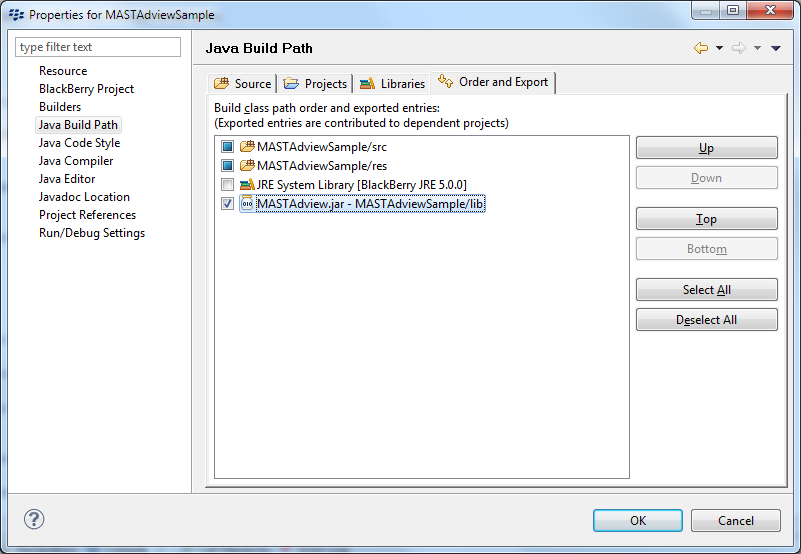 Properties for MASTAdviewSample
type filter text
Resource
BlackBerry Project
Builders
Java Build Path
Java Code Style
Java Compiler
Java Editor
Javadoc Location
Project References
Run/Debug Settings
Java Build Path
Source Projects Libraries Order and Export
Build class path order and exported entries:
(Exported entries are contributed to dependent projects)
MASTAdviewSample/src
MASTAdviewSample/res
JRE System Library [BlackBerry JRE 5.0.0]
010 MASTAdview.jar - MASTAdviewSample/lib
Up
Down
Top
Bottom
Select All
Deselect All
?
OK Cancel